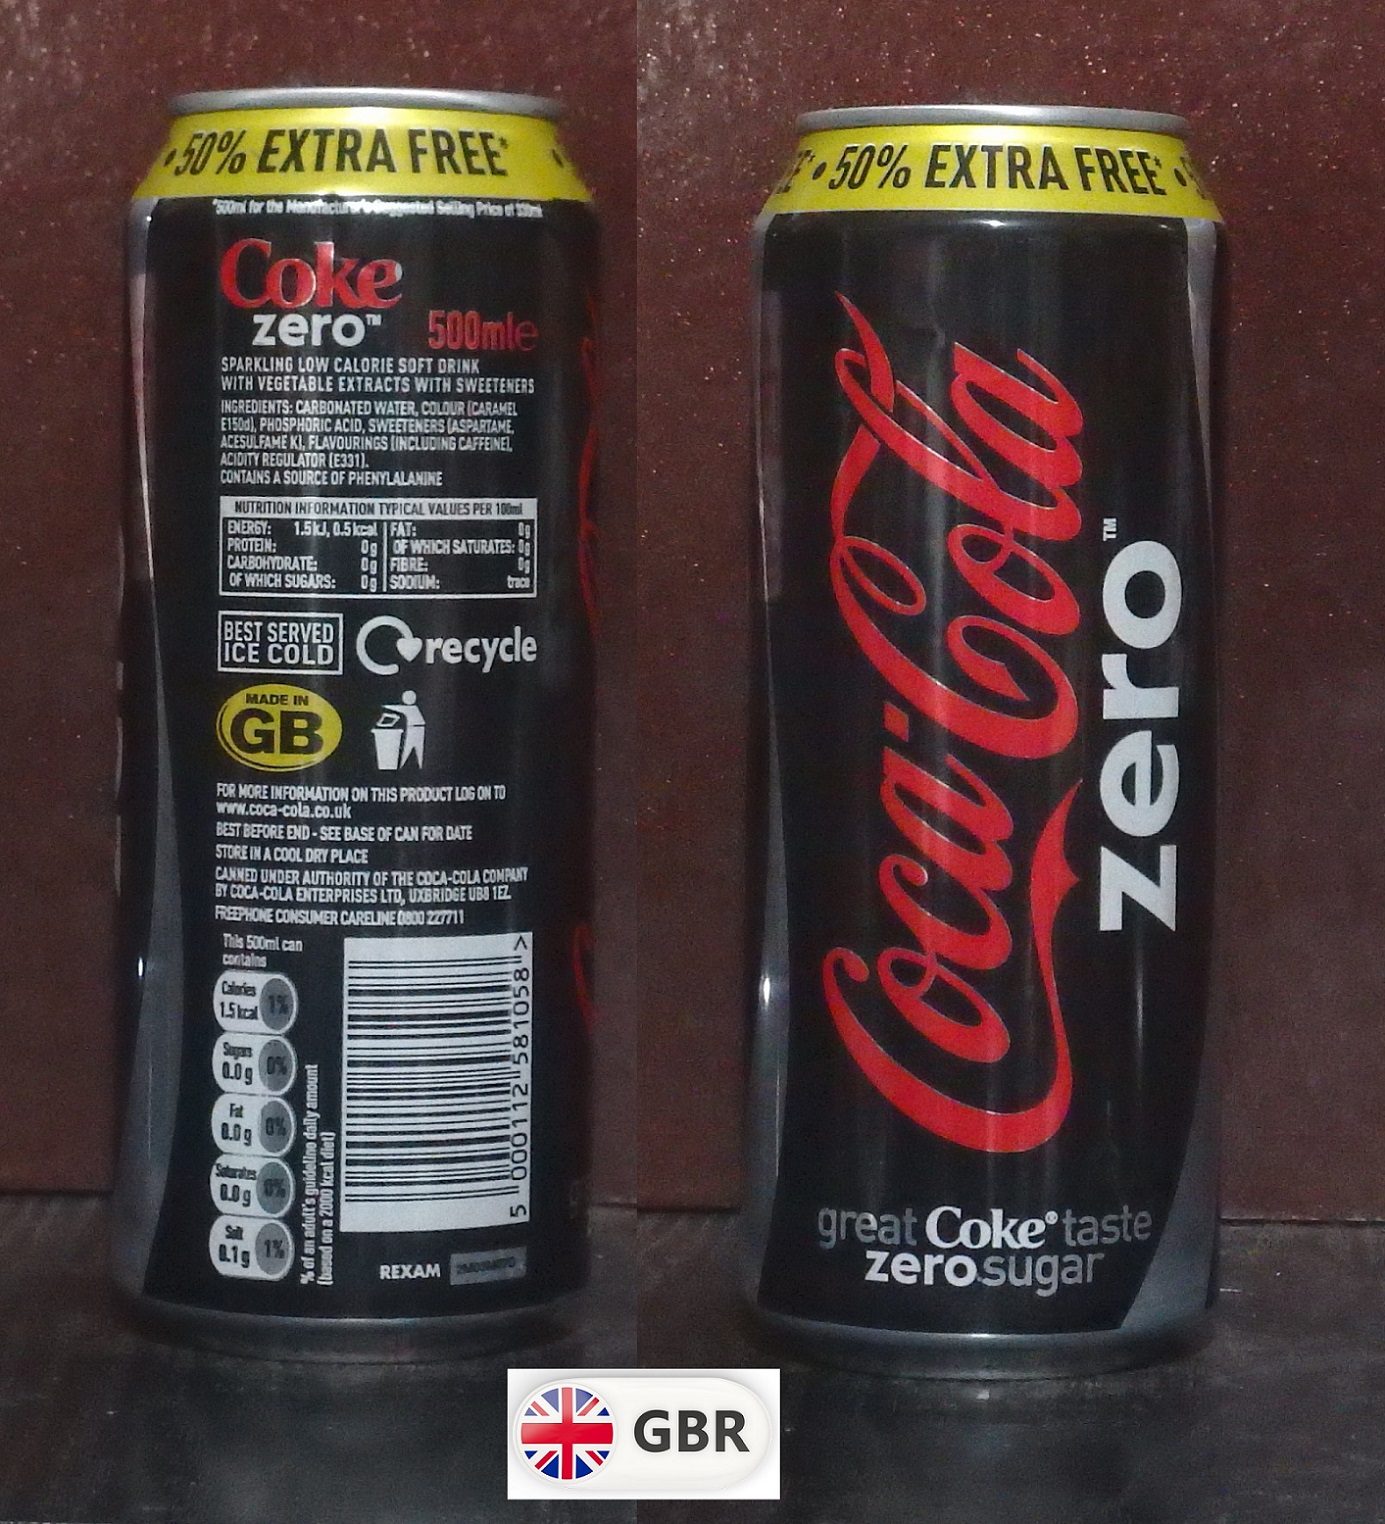 • 50% EXTRA FREE* •
*500ml for the Manufacturer's Suggested Selling Price of 330ml
Coke
zero™
500mle
SPARKLING LOW CALORIE SOFT DRINK
WITH VEGETABLE EXTRACTS WITH SWEETENERS
INGREDIENTS: CARBONATED WATER, COLOUR (CARAMEL
E150d), PHOSPHORIC ACID, SWEETENERS (ASPARTAME,
ACESULFAME K), FLAVOURINGS (INCLUDING CAFFEINE),
ACIDITY REGULATOR (E331).
CONTAINS A SOURCE OF PHENYLALANINE
NUTRITION INFORMATION TYPICAL VALUES PER 100ml
ENERGY: 1.5kJ, 0.5kcal FAT: 0g
PROTEIN: 0g OF WHICH SATURATES: 0g
CARBOHYDRATE: 0g FIBRE: 0g
OF WHICH SUGARS: 0g SODIUM: trace
BEST SERVED
ICE COLD
recycle
MADE IN
GB
FOR MORE INFORMATION ON THIS PRODUCT LOG ON TO
www.coca-cola.co.uk
BEST BEFORE END - SEE BASE OF CAN FOR DATE
STORE IN A COOL DRY PLACE
CANNED UNDER AUTHORITY OF THE COCA-COLA COMPANY
BY COCA-COLA ENTERPRISES LTD, UXBRIDGE UB8 1EZ.
FREEPHONE CONSUMER CARELINE 0800 227711
This 500ml can
contains
Calories
1.5 kcal 1%
Sugars
0.0 g 0%
Fat
0.0 g 0%
Saturates
0.0 g 0%
Salt
0.1 g 1%
% of an adult's guideline daily amount
(based on a 2000 kcal diet)
5 000112 581058 >
REXAM
• 50% EXTRA FREE* •
Coca-Cola
zero™
great Coke® taste
zero sugar
GBR